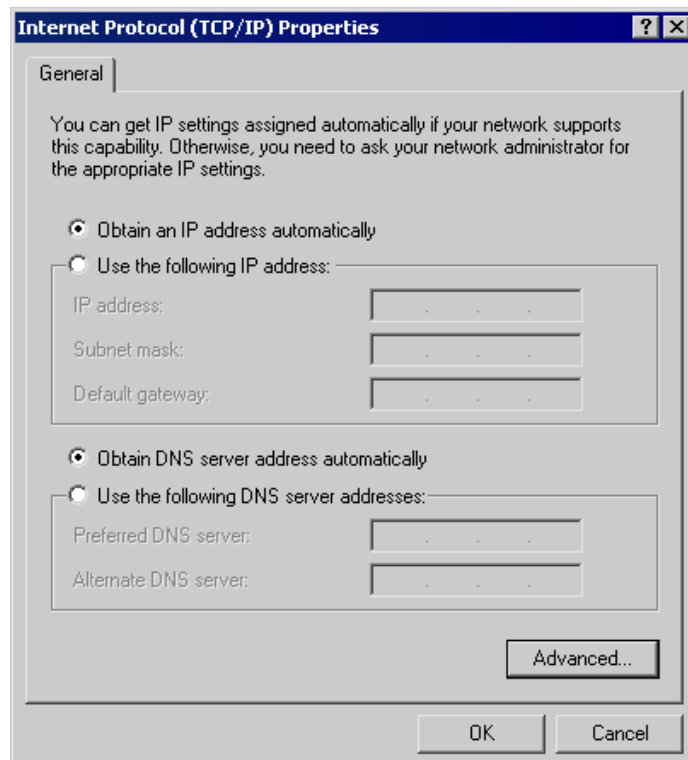 Internet Protocol (TCP/IP) Properties
General
You can get IP settings assigned automatically if your network supports
this capability. Otherwise, you need to ask your network administrator for
the appropriate IP settings.
Obtain an IP address automatically
Use the following IP address:
IP address:
Subnet mask:
Default gateway:
Obtain DNS server address automatically
Use the following DNS server addresses:
Preferred DNS server:
Alternate DNS server:
Advanced...
OK Cancel